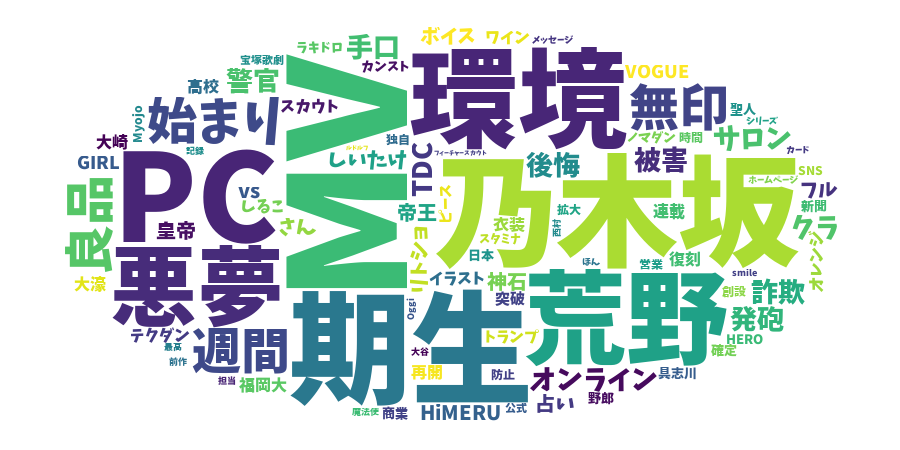 ボイス
ワイン
メッセージ
ラキドロ
手口
宝塚歌劇
カンスト
環境
VOGUE
高校
警官
MV
無印
聖人
シリーズ
Myojo
始まり
スカウト
独自
サロン
ノマダン
時間
大崎
記録
GIRL
PC
しいたけ
フィーチャースカウト
TDC
後悔
被害
カード
SNS
ホームページ
フル
良品
vs
しるこ
ピース
乃木坂
新聞
皇帝
さん
帝王
衣装
拡大
連載
クラ
リトショ
スタミナ
西村
オレンジ
悪夢
日本
ほん
営業
復刻
大濠
イラスト
神石
smile
荒野
創設
詐欺
Oggi
突破
期生
発砲
テクダン
週間
トランプ
HERO
最高
大谷
確定
前作
担当
福岡大
再開
防止
オンライン
具志川
魔法使
商業
HiMERU
公式
占い
野郎